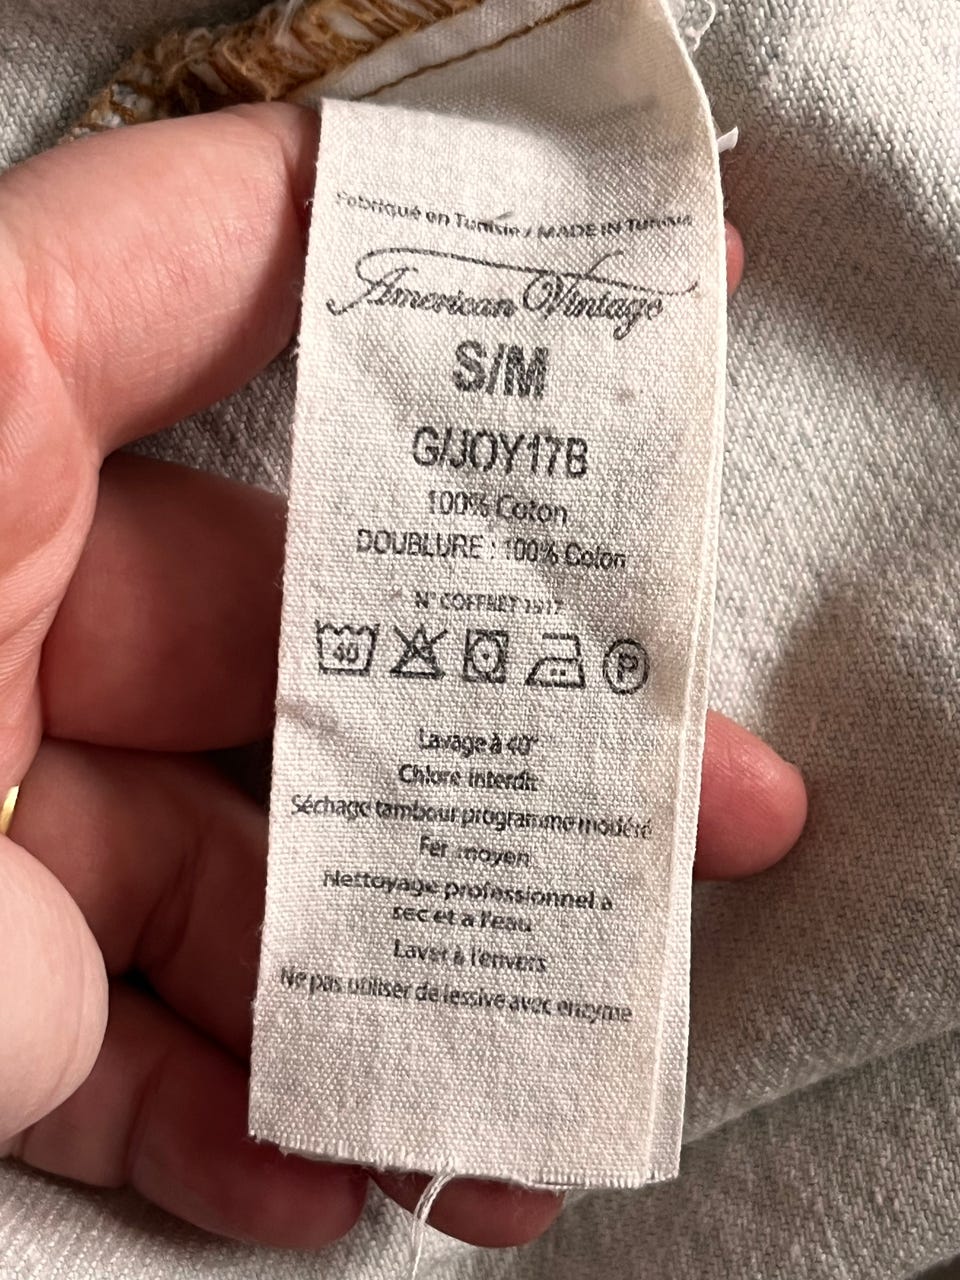 Fabriqué en Tunisie / MADE IN TUNISIA
American Vintage
S/M
G/JOY17B
100% Coton
DOUBLURE : 100% Coton
N° COFFRET 1917
40 P
Lavage à 40°
Chlore interdit
Séchage tambour programme modéré
Fer moyen
Nettoyage professionnel à
sec et a l'eau
Laver à l'envers
Ne pas utiliser de lessive avec enzyme